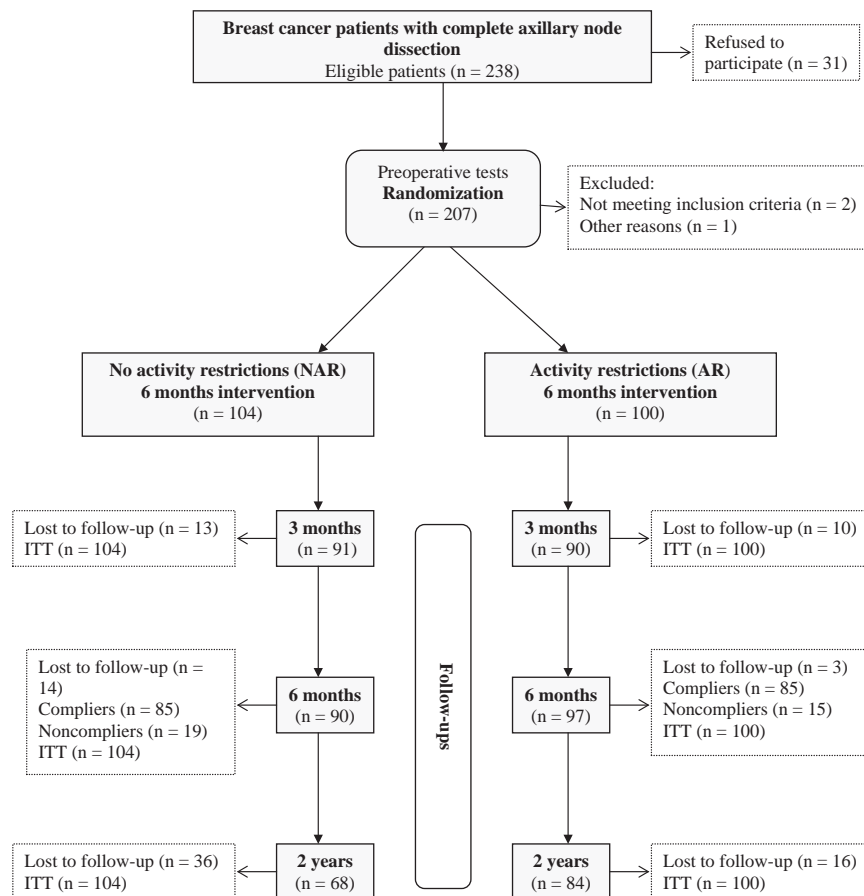 Breast cancer patients with complete axillary node
dissection
Eligible patients (n = 238)
Refused to
participate (n = 31)
Preoperative tests
Randomization
(n = 207)
Excluded:
Not meeting inclusion criteria (n = 2)
Other reasons (n = 1)
No activity restrictions (NAR)
6 months intervention
(n = 104)
Activity restrictions (AR)
6 months intervention
(n = 100)
Lost to follow-up (n = 13)
ITT (n = 104)
3 months
(n = 91)
3 months
(n = 90)
Lost to follow-up (n = 10)
ITT (n = 100)
Follow-ups
Lost to follow-up (n =
14)
Compliers (n = 85)
Noncompliers (n = 19)
ITT (n = 104)
6 months
(n = 90)
6 months
(n = 97)
Lost to follow-up (n = 3)
Compliers (n = 85)
Noncompliers (n = 15)
ITT (n = 100)
Lost to follow-up (n = 36)
ITT (n = 104)
2 years
(n = 68)
2 years
(n = 84)
Lost to follow-up (n = 16)
ITT (n = 100)